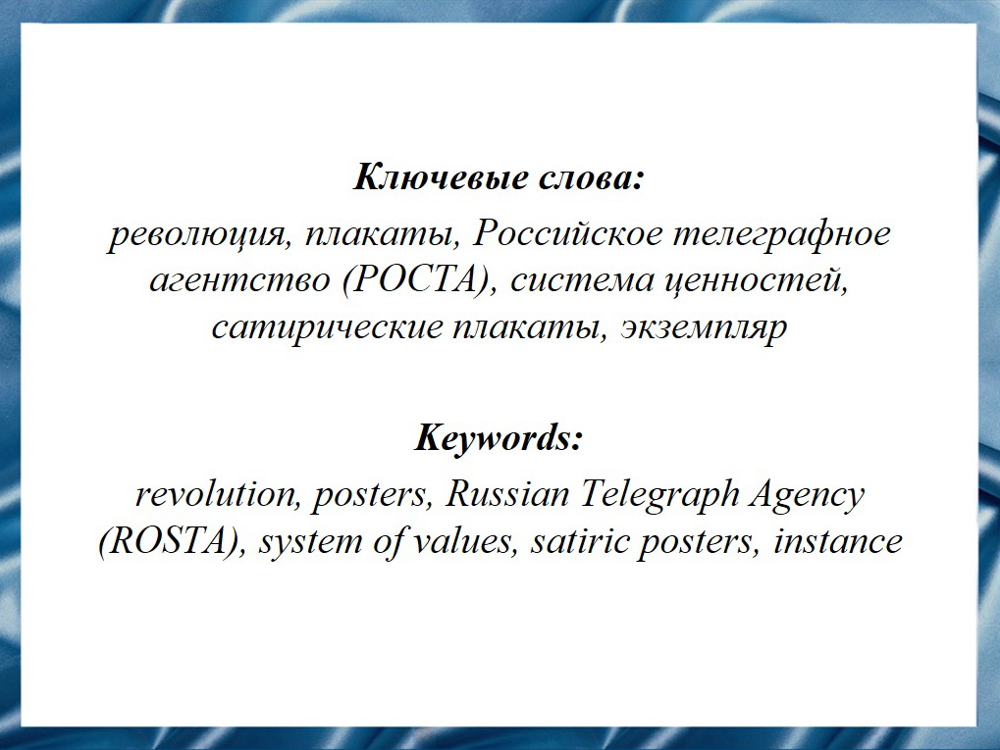 Ключевые слова:
революция, плакаты, Российское телеграфное
агентство (РОСТА), система ценностей,
сатирические плакаты, экземпляр
Keywords:
revolution, posters, Russian Telegraph Agency
(ROSTA), system of values, satiric posters, instance